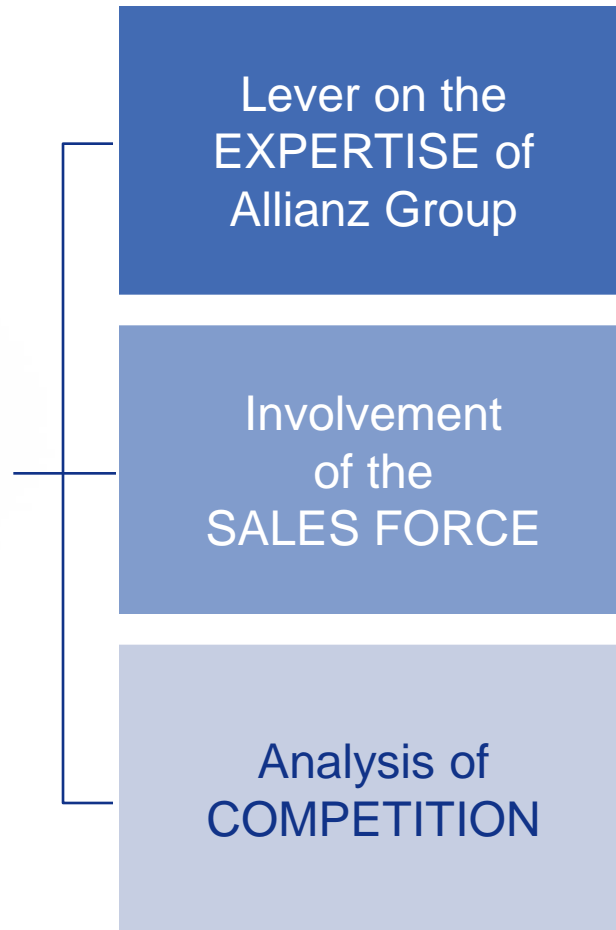 Lever on the
EXPERTISE of
Allianz Group
Involvement
of the
SALES FORCE
Analysis of
COMPETITION